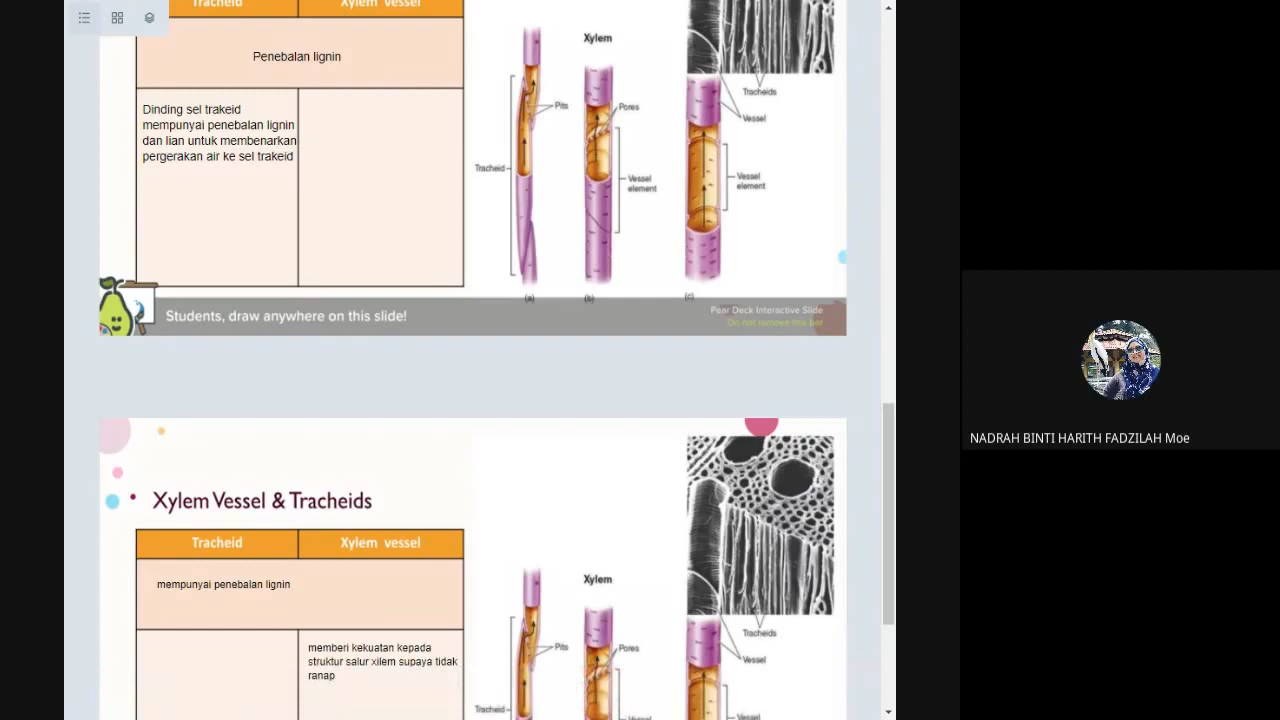 Tracheid
Xylem vessel
Penebalan lignin
Dinding sel trakeid
mempunyai penebalan lignin
dan lian untuk membenarkan
pergerakan air ke sel trakeid
Xylem
Pits
Pores
Tracheid
Vessel
element
(a)
(b)
Tracheids
Vessel
Vessel
element
(c)
Students, draw anywhere on this slide!
Pear Deck Interactive Slide
Do not remove this bar
NADRAH BINTI HARITH FADZILAH Moe
• Xylem Vessel & Tracheids
Tracheid
Xylem vessel
mempunyai penebalan lignin
memberi kekuatan kepada
struktur salur xilem supaya tidak
ranap
Xylem
Pits
Pores
Tracheid
Vessel
Tracheids
Vessel
Vessel